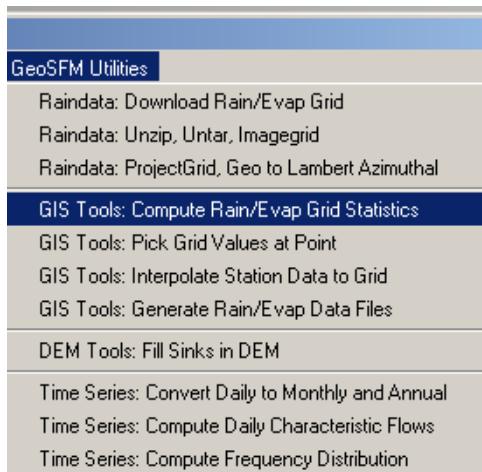 GeoSFM Utilities
Raindata: Download Rain/Evap Grid
Raindata: Unzip, Untar, Imagegrid
Raindata: ProjectGrid, Geo to Lambert Azimuthal
GIS Tools: Compute Rain/Evap Grid Statistics
GIS Tools: Pick Grid Values at Point
GIS Tools: Interpolate Station Data to Grid
GIS Tools: Generate Rain/Evap Data Files
DEM Tools: Fill Sinks in DEM
Time Series: Convert Daily to Monthly and Annual
Time Series: Compute Daily Characteristic Flows
Time Series: Compute Frequency Distribution